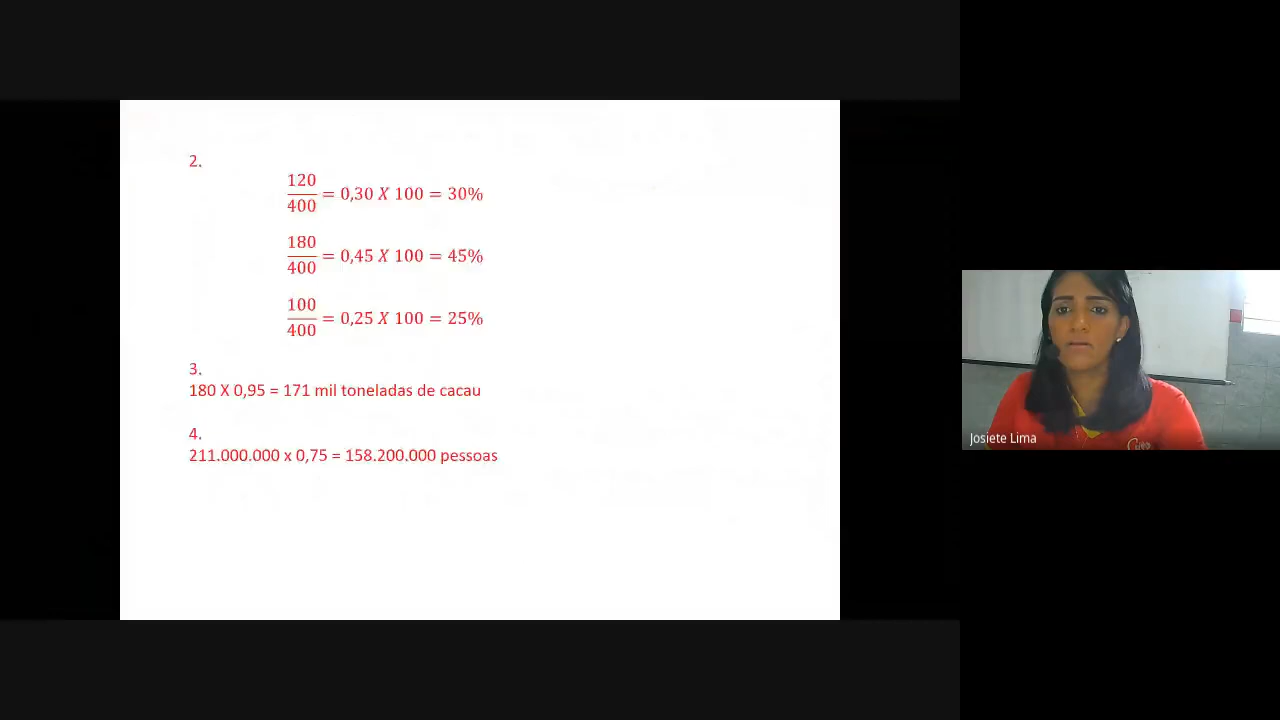 2.
120/400 = 0,30 X 100 = 30%
180/400 = 0,45 X 100 = 45%
100/400 = 0,25 X 100 = 25%
3.
180 X 0,95 = 171 mil toneladas de cacau
4.
211.000.000 x 0,75 = 158.200.000 pessoas
Josiete Lima